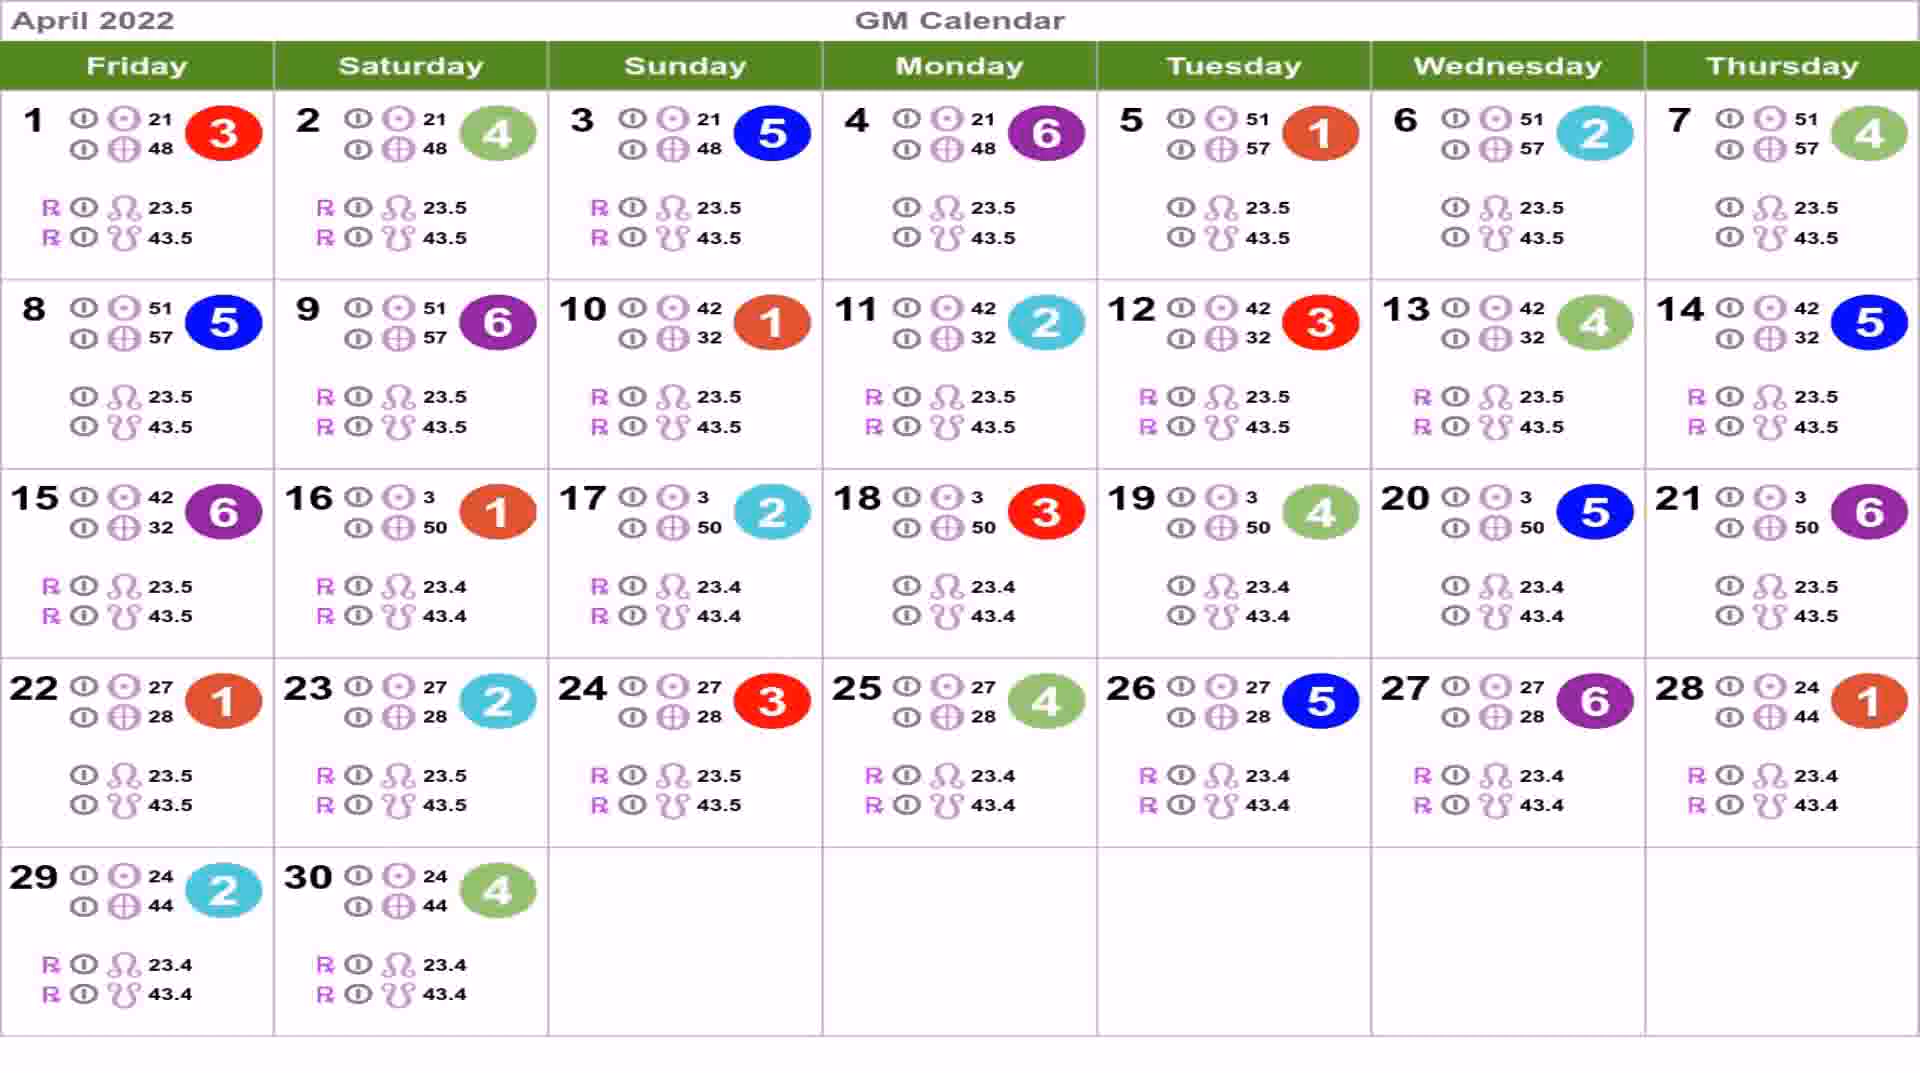 April 2022 GM Calendar
Friday Saturday Sunday Monday Tuesday Wednesday Thursday
1 21 3 2 21 4 3 21 5 4 21 6 5 51 1 6 51 2 7 51 4
48 48 48 48 57 57 57
℞ 23.5 ℞ 23.5 ℞ 23.5 23.5 23.5 23.5 23.5
℞ 43.5 ℞ 43.5 ℞ 43.5 43.5 43.5 43.5 43.5
8 51 5 9 51 6 10 42 1 11 42 2 12 42 3 13 42 4 14 42 5
57 57 32 32 32 32 32
23.5 ℞ 23.5 ℞ 23.5 ℞ 23.5 ℞ 23.5 ℞ 23.5 ℞ 23.5
43.5 ℞ 43.5 ℞ 43.5 ℞ 43.5 ℞ 43.5 ℞ 43.5 ℞ 43.5
15 42 6 16 3 1 17 3 2 18 3 3 19 3 4 20 3 5 21 3 6
32 50 50 50 50 50 50
℞ 23.5 ℞ 23.4 ℞ 23.4 23.4 23.4 23.4 23.5
℞ 43.5 ℞ 43.4 ℞ 43.4 43.4 43.4 43.4 43.5
22 27 1 23 27 2 24 27 3 25 27 4 26 27 5 27 27 6 28 24 1
28 28 28 28 28 28 44
23.5 ℞ 23.5 ℞ 23.5 ℞ 23.4 ℞ 23.4 ℞ 23.4 ℞ 23.4
43.5 ℞ 43.5 ℞ 43.5 ℞ 43.4 ℞ 43.4 ℞ 43.4 ℞ 43.4
29 24 2 30 24 4
44 44
℞ 23.4 ℞ 23.4
℞ 43.4 ℞ 43.4